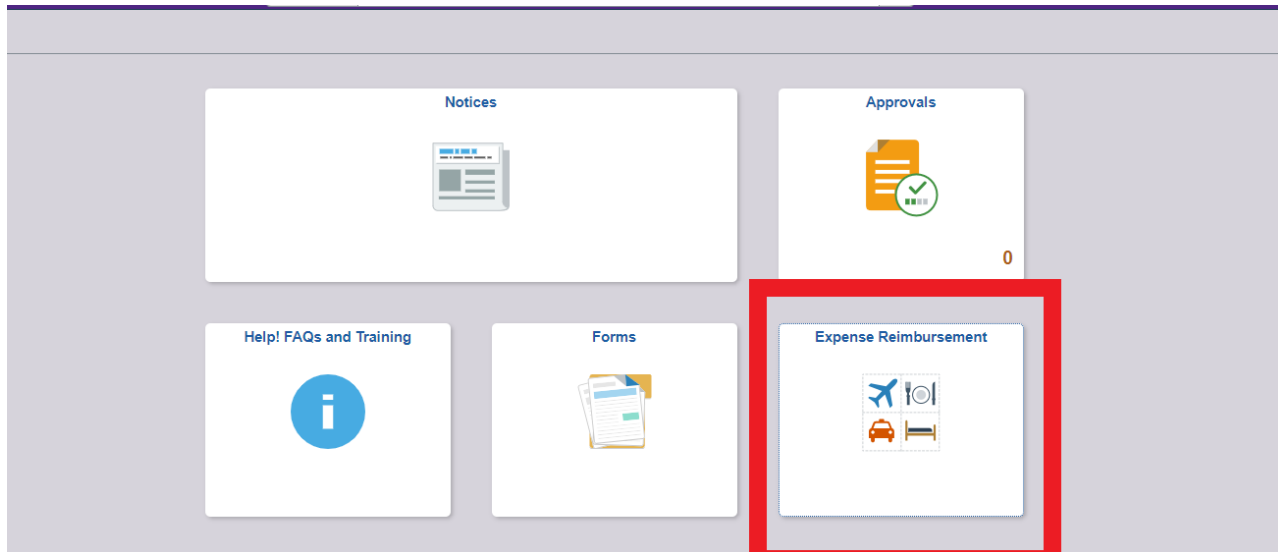 Notices
Approvals
0
Help! FAQs and Training
Forms
Expense Reimbursement